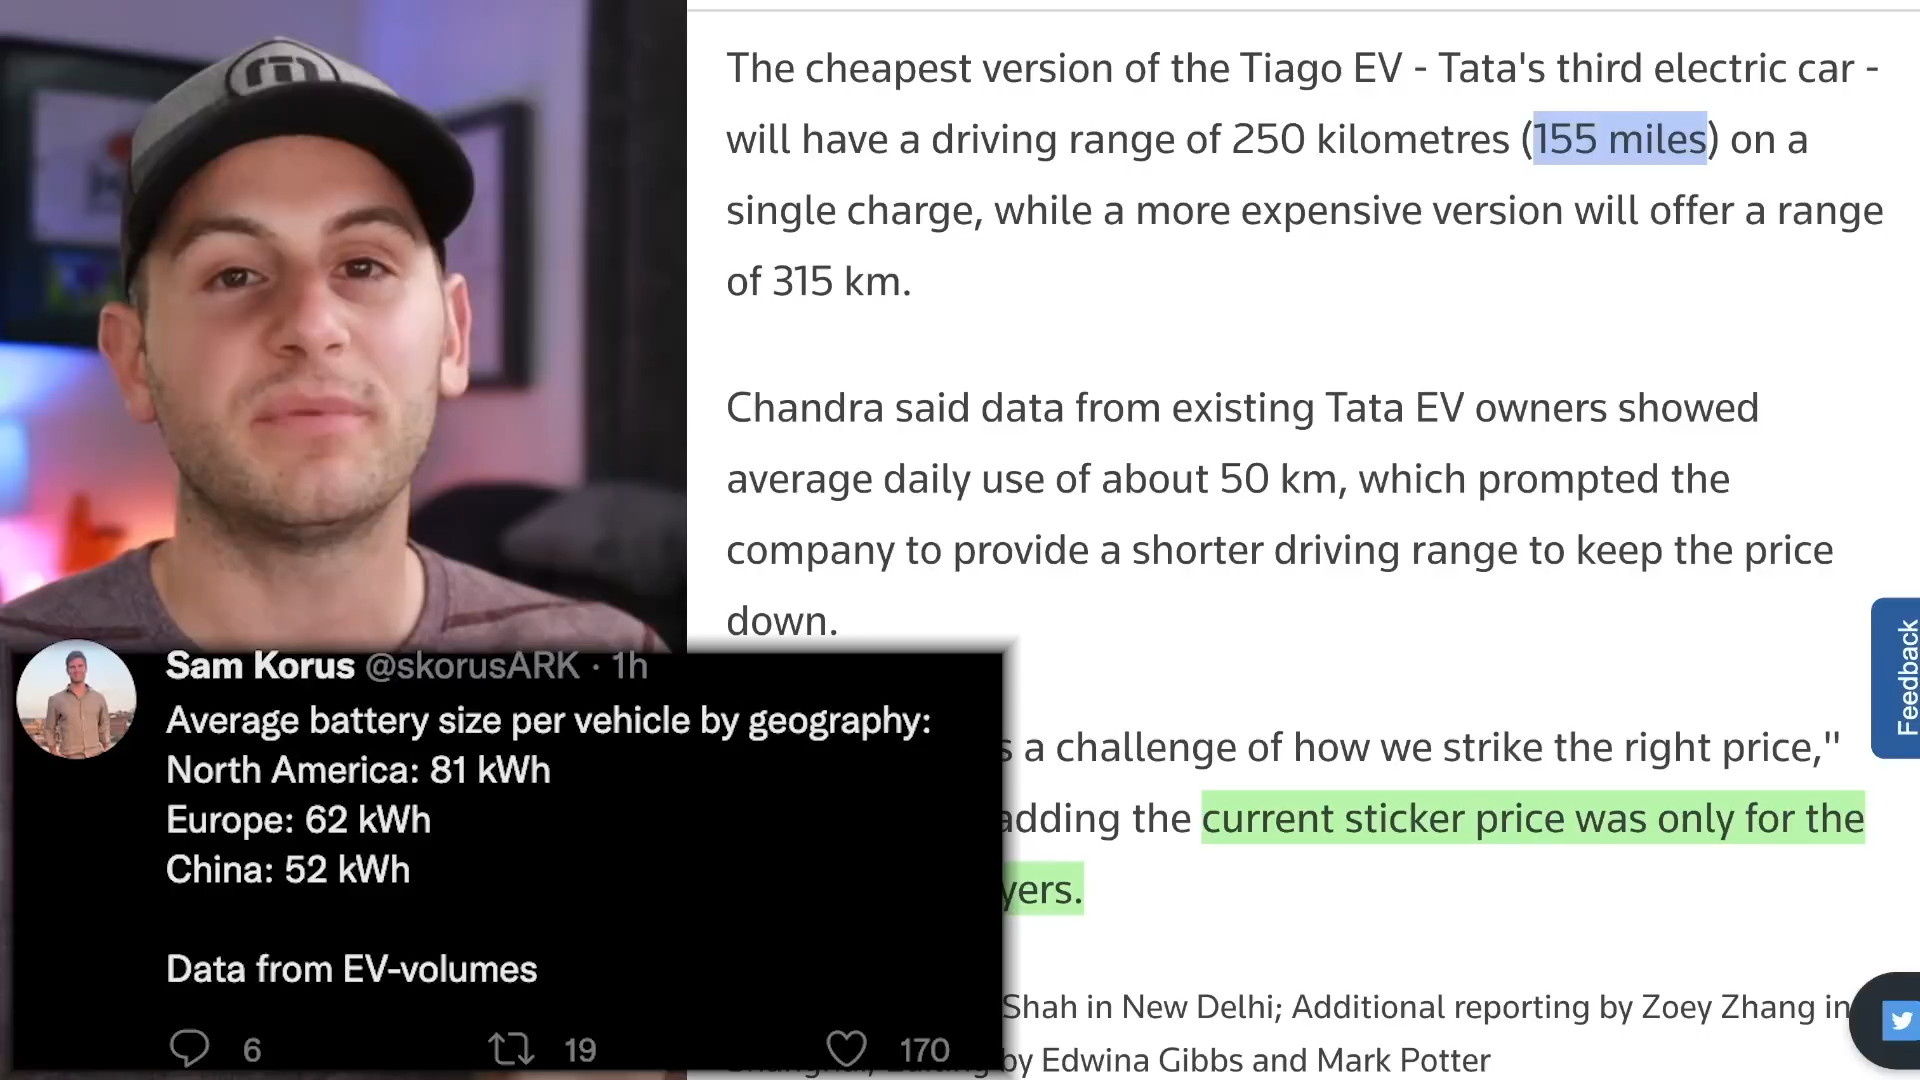 The cheapest version of the Tiago EV - Tata's third electric car -
will have a driving range of 250 kilometres (155 miles) on a
single charge, while a more expensive version will offer a range
of 315 km.
Chandra said data from existing Tata EV owners showed
average daily use of about 50 km, which prompted the
company to provide a shorter driving range to keep the price
down.
a challenge of how we strike the right price,"
adding the current sticker price was only for the
yers.
Shah in New Delhi; Additional reporting by Zoey Zhang in
by Edwina Gibbs and Mark Potter
Feedback
Sam Korus @skorusARK · 1h
Average battery size per vehicle by geography:
North America: 81 kWh
Europe: 62 kWh
China: 52 kWh
Data from EV-volumes
6 19 170